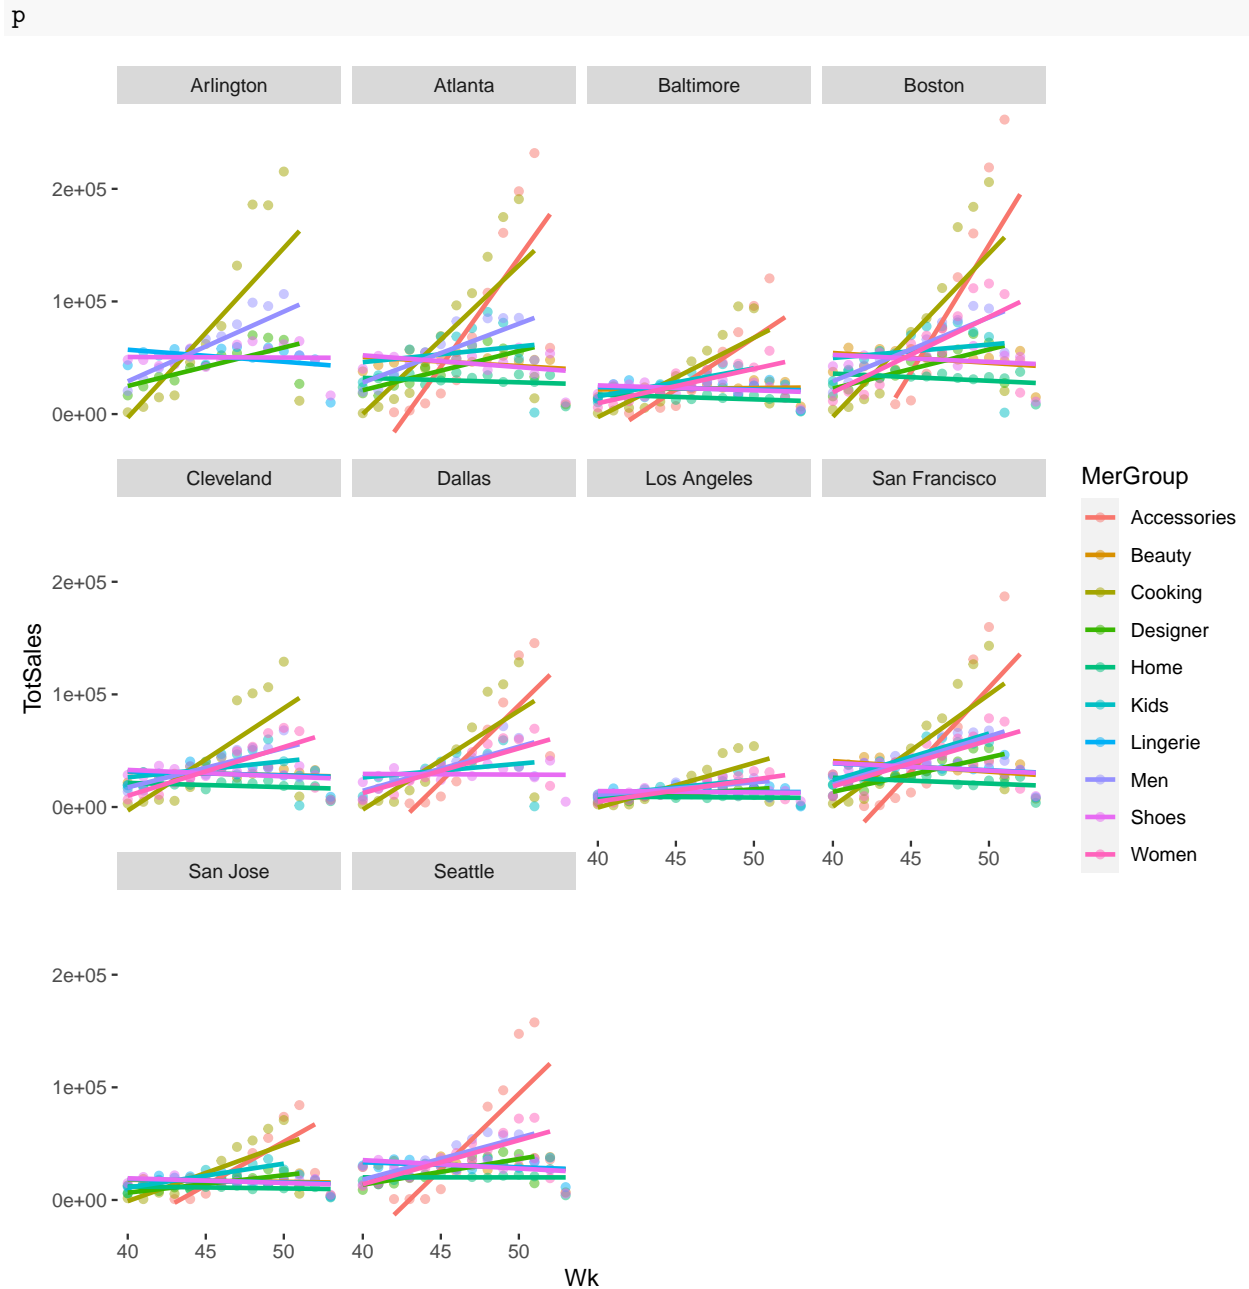 p
Arlington
Atlanta
Baltimore
Boston
2e+05
1e+05
0e+00
Cleveland
Dallas
Los Angeles
San Francisco
2e+05
1e+05
0e+00
40
45
50
40
45
50
San Jose
Seattle
2e+05
1e+05
0e+00
40
45
50
40
45
50
TotSales
Wk
MerGroup
Accessories
Beauty
Cooking
Designer
Home
Kids
Lingerie
Men
Shoes
Women